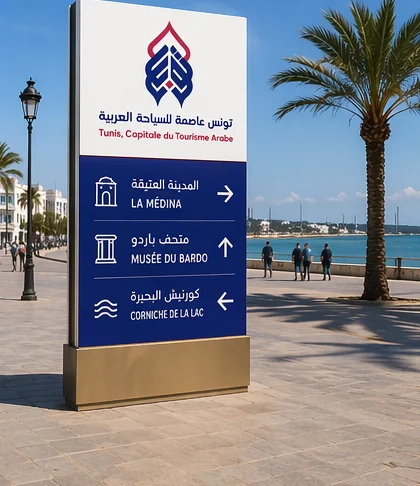 تونس عاصمة للسياحة العربية
Tunis, Capitale du Tourisme Arabe
المدينة العتيقة
LA MÉDINA
متحف باردو
MUSÉE DU BARDO
كورنيش البحيرة
CORNICHE DE LA LAC